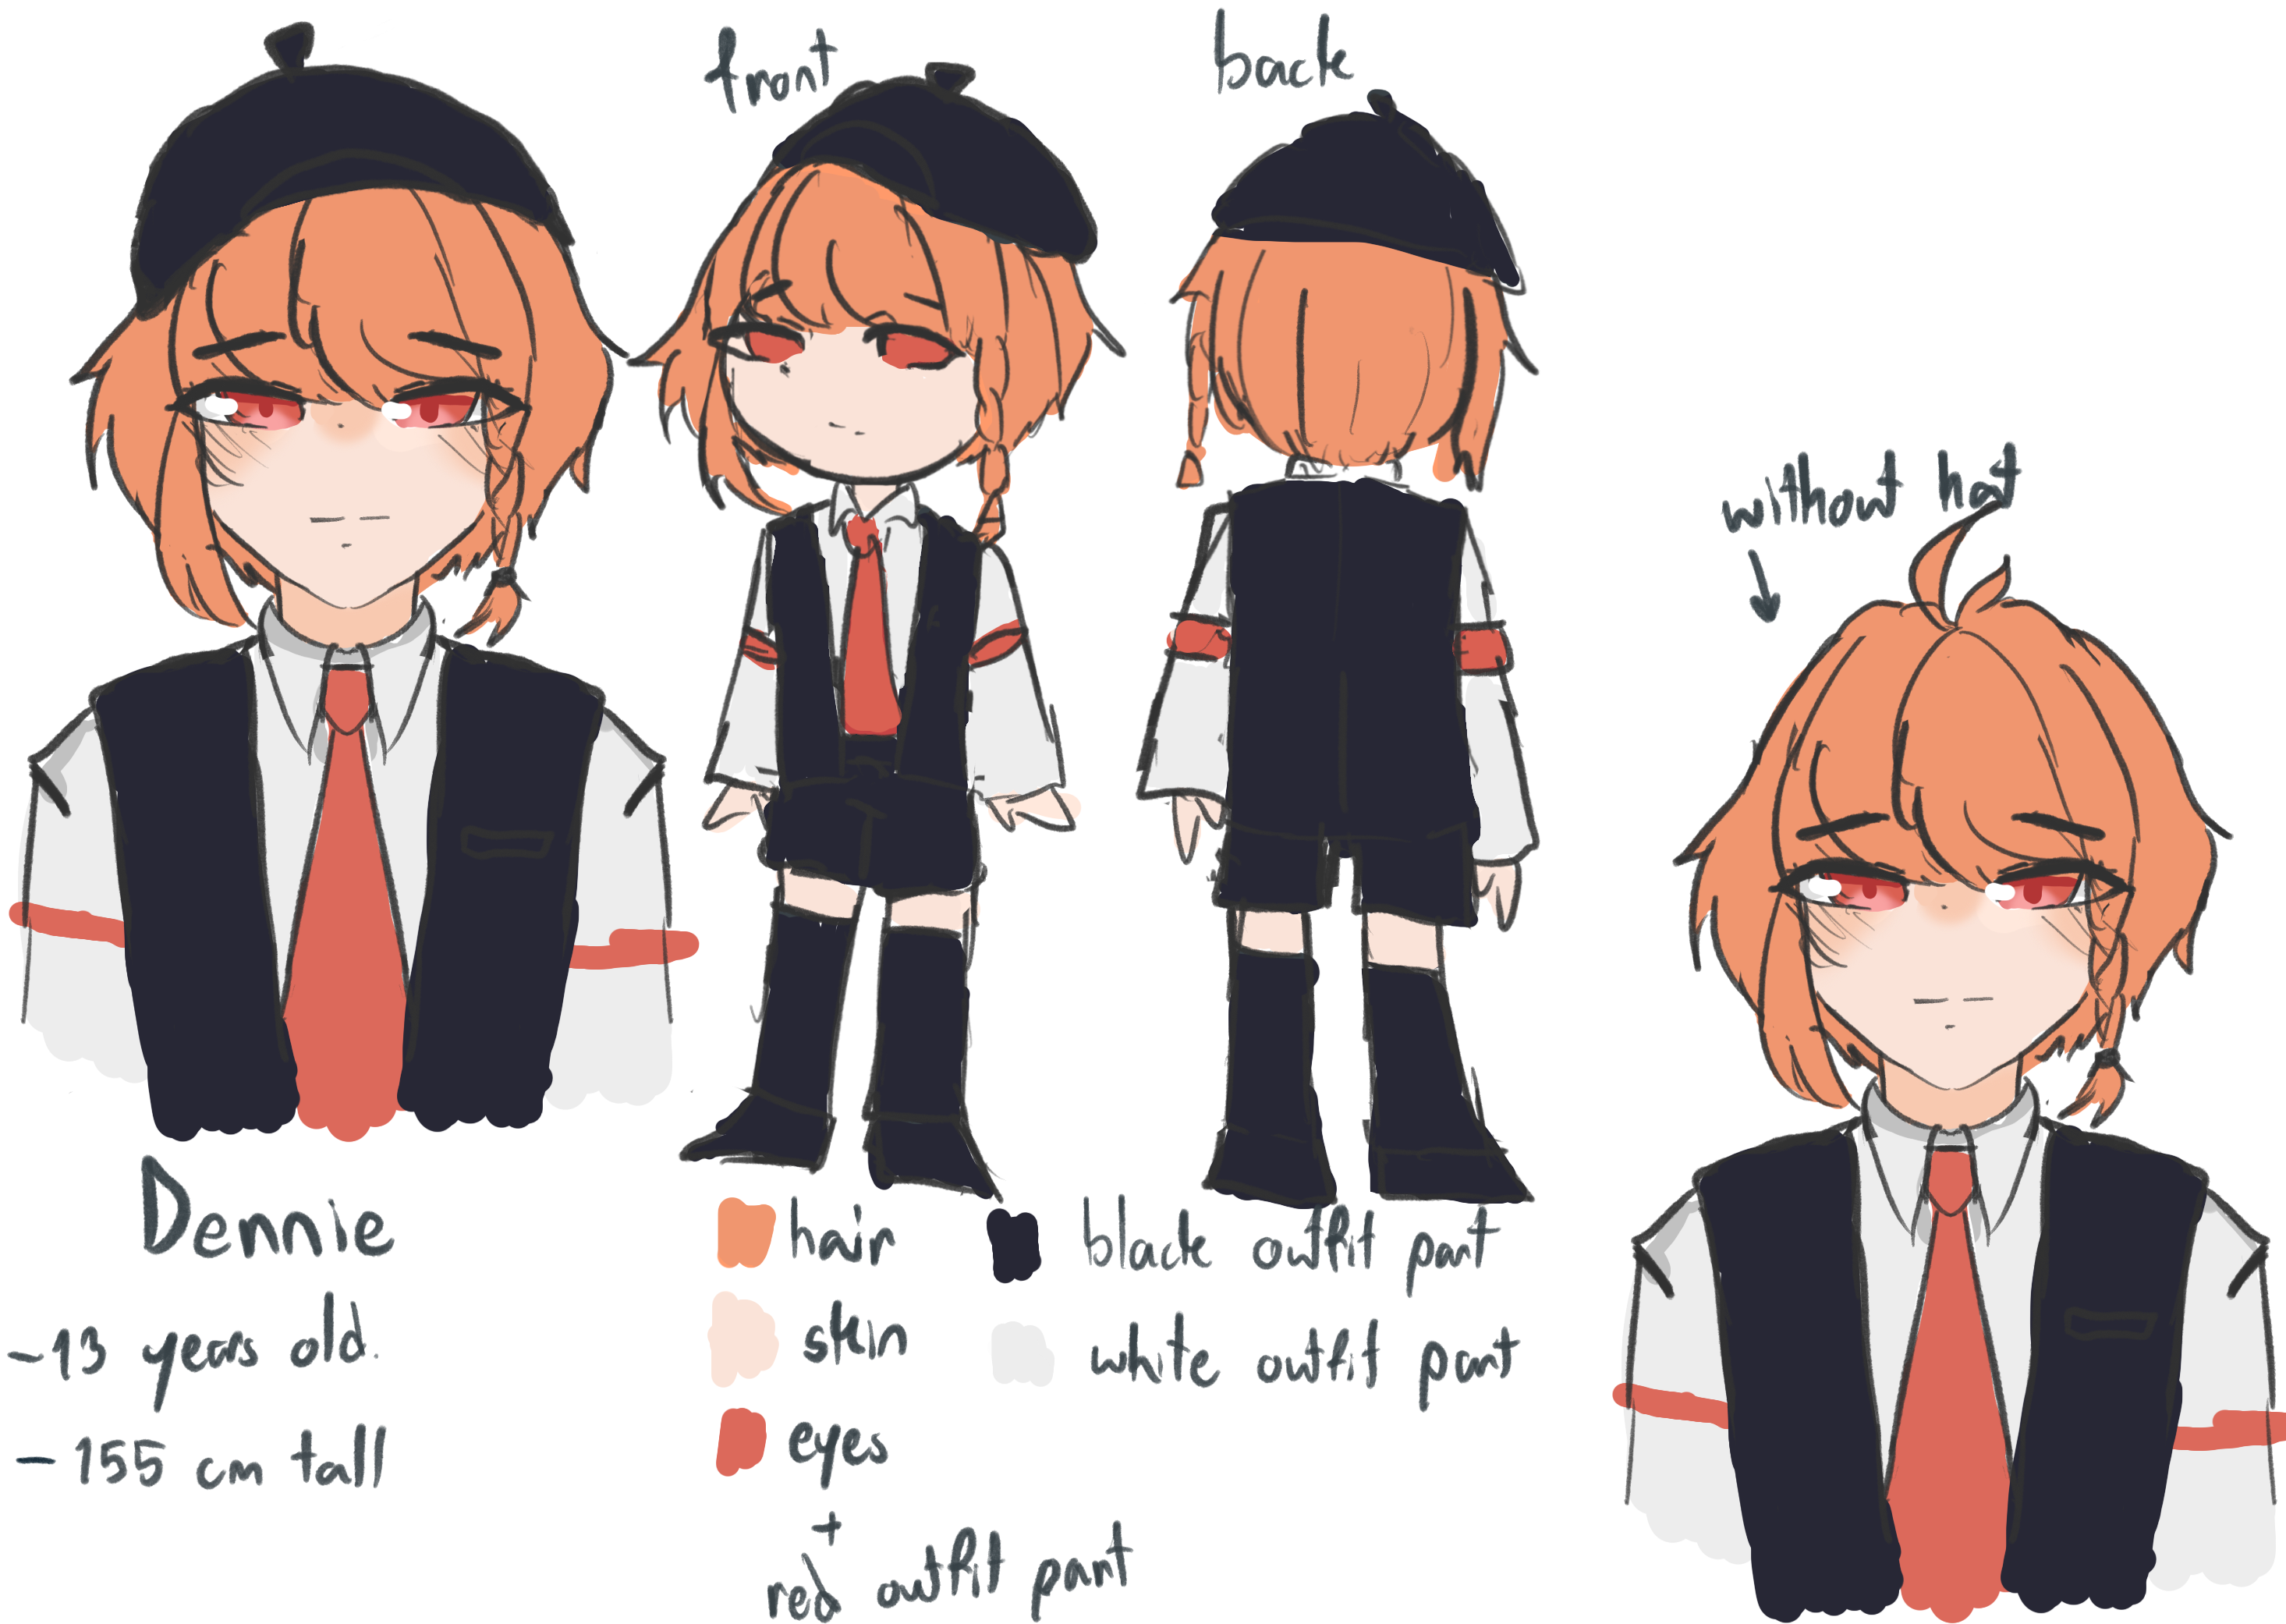 front
back
without hat
Dennie
-13 years old.
- 155 cm tall
hair
skin
eyes
+
red outfit part
black outfit part
white outfit part